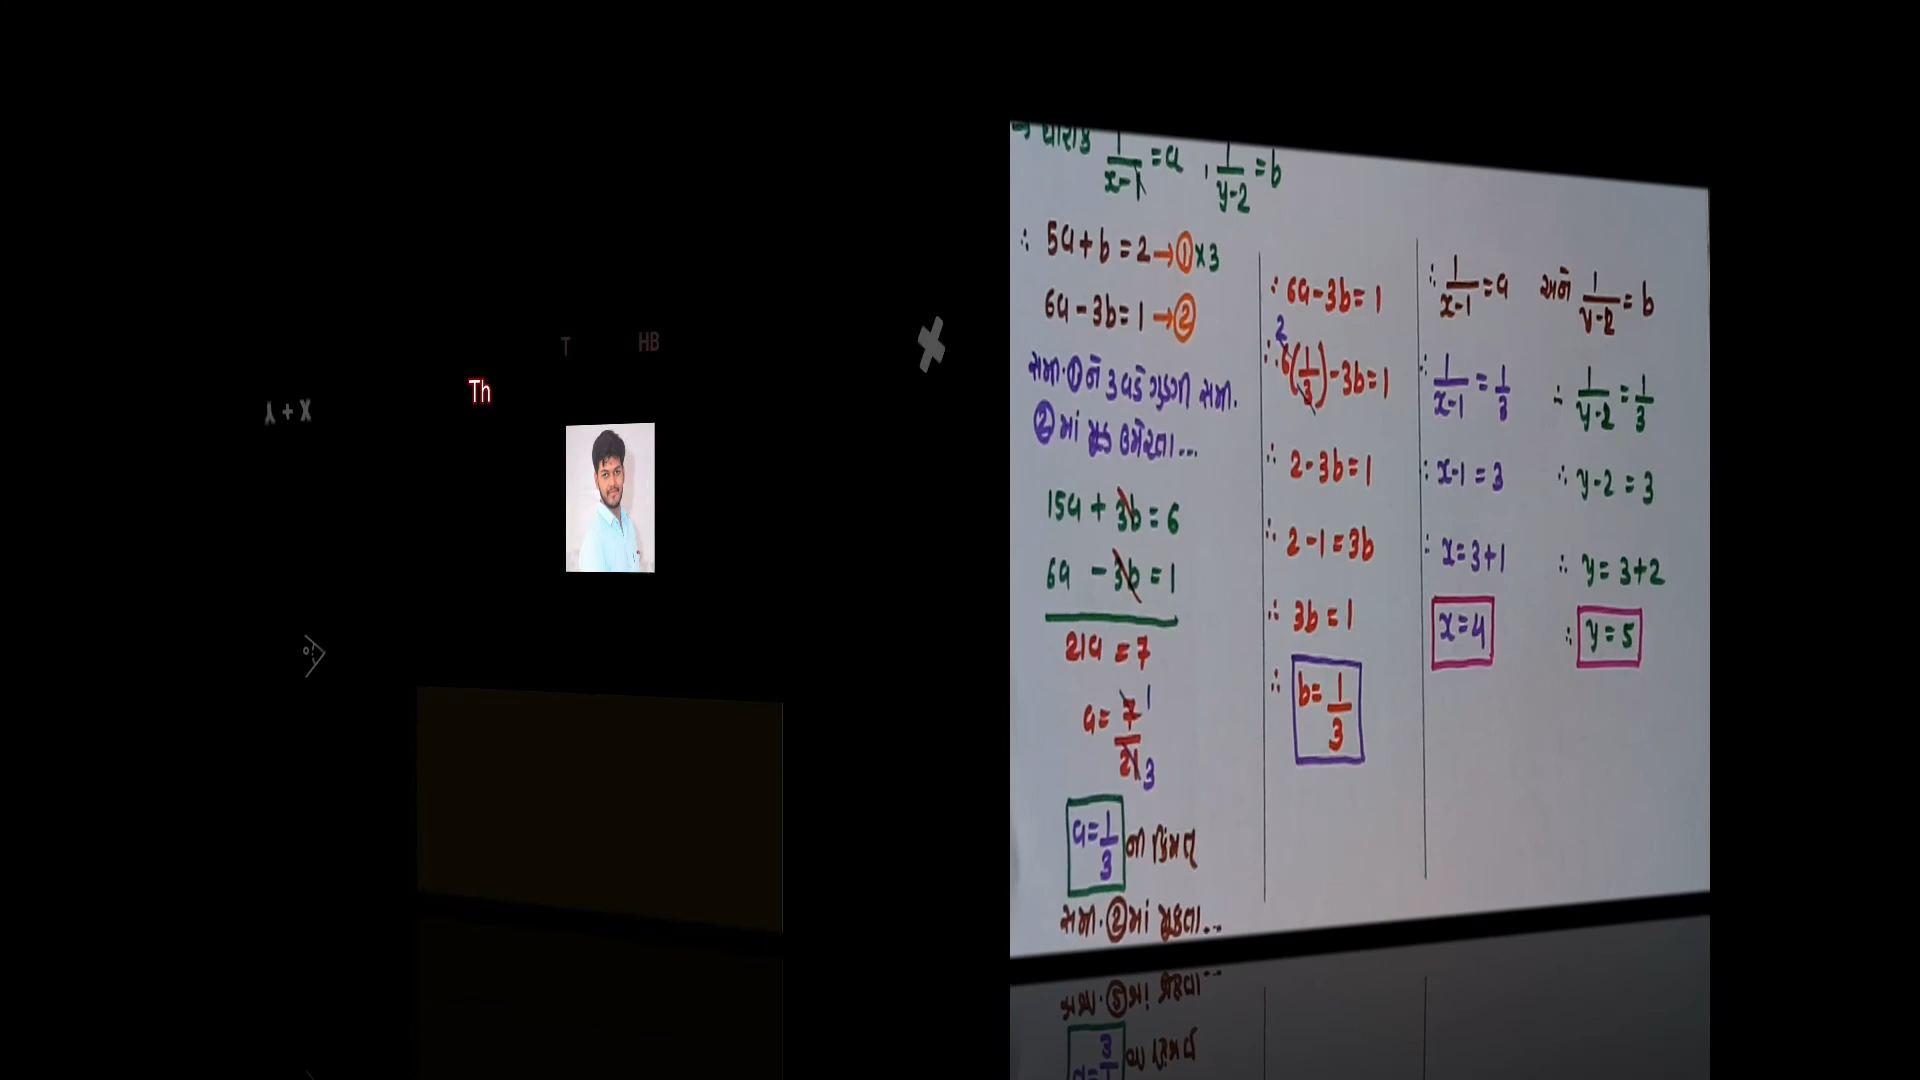 T HB
Th
λ + X
→ ધારો કે 1/x-1 = a , 1/y-2 = b
∴ 5a + b = 2 → ① × 3
6a - 3b = 1 → ②
સમી. ① ને 3 વડે ગુણી સમી.
② માં ઉમેરતા...
15a + 3b = 6
6a - 3b = 1
21a = 7
a = 7/21 1 3
a = 1/3 ની કિંમત
સમી. ② માં મુકતા...
∴ 6a - 3b = 1
∴ 6(1/3) - 3b = 1 2
∴ 2 - 3b = 1
∴ 2 - 1 = 3b
∴ 3b = 1
∴ b = 1/3
∴ 1/x-1 = a અને 1/y-2 = b
∴ 1/x-1 = 1/3 ∴ 1/y-2 = 1/3
∴ x-1 = 3 ∴ y-2 = 3
∴ x = 3+1 ∴ y = 3+2
x = 4 ∴ y = 5